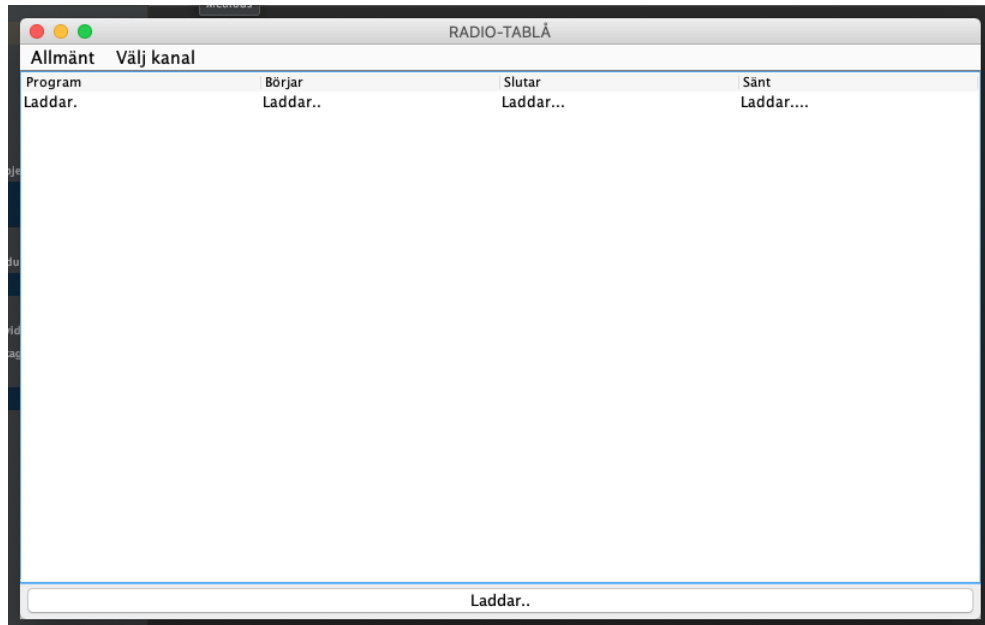 RADIO-TABLÅ
Allmänt Välj kanal
Program Börjar Slutar Sänt
Laddar. Laddar.. Laddar... Laddar....
Laddar..